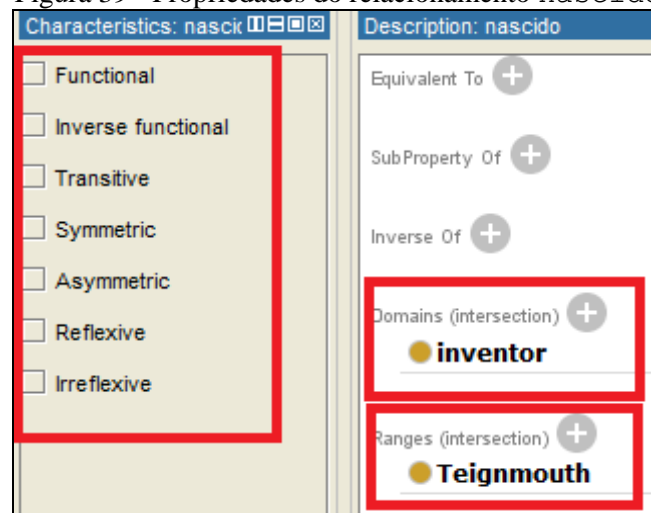 Figura 39 - Propriedades do relacionamento nascido
Characteristics: nascid
Functional
Inverse functional
Transitive
Symmetric
Asymmetric
Reflexive
Irreflexive
Description: nascido
Equivalent To
SubProperty Of
Inverse Of
Domains (intersection)
inventor
Ranges (intersection)
Teignmouth